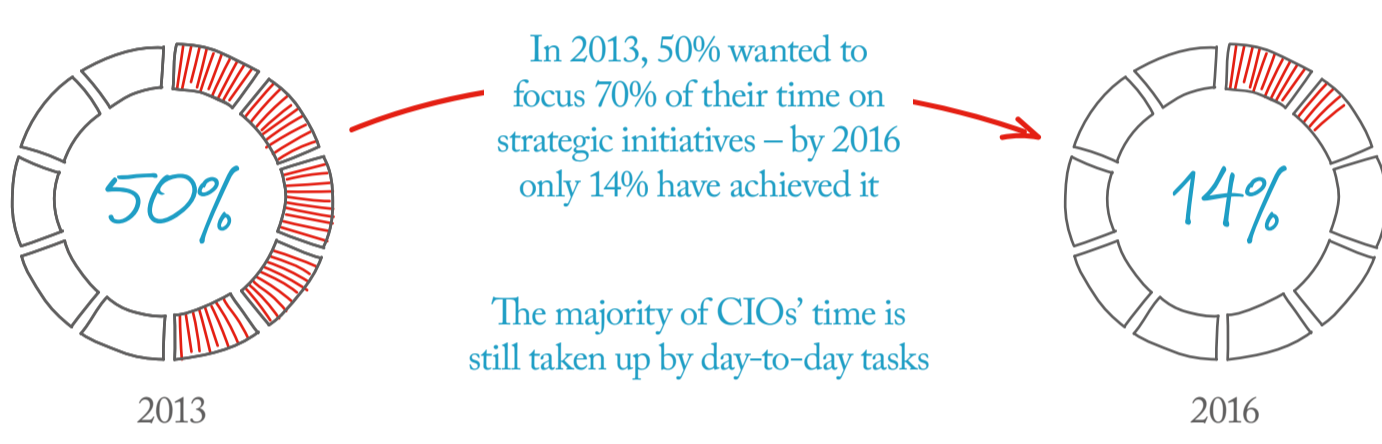 50%
2013
In 2013, 50% wanted to
focus 70% of their time on
strategic initiatives – by 2016
only 14% have achieved it
The majority of CIOs’ time is
still taken up by day-to-day tasks
14%
2016